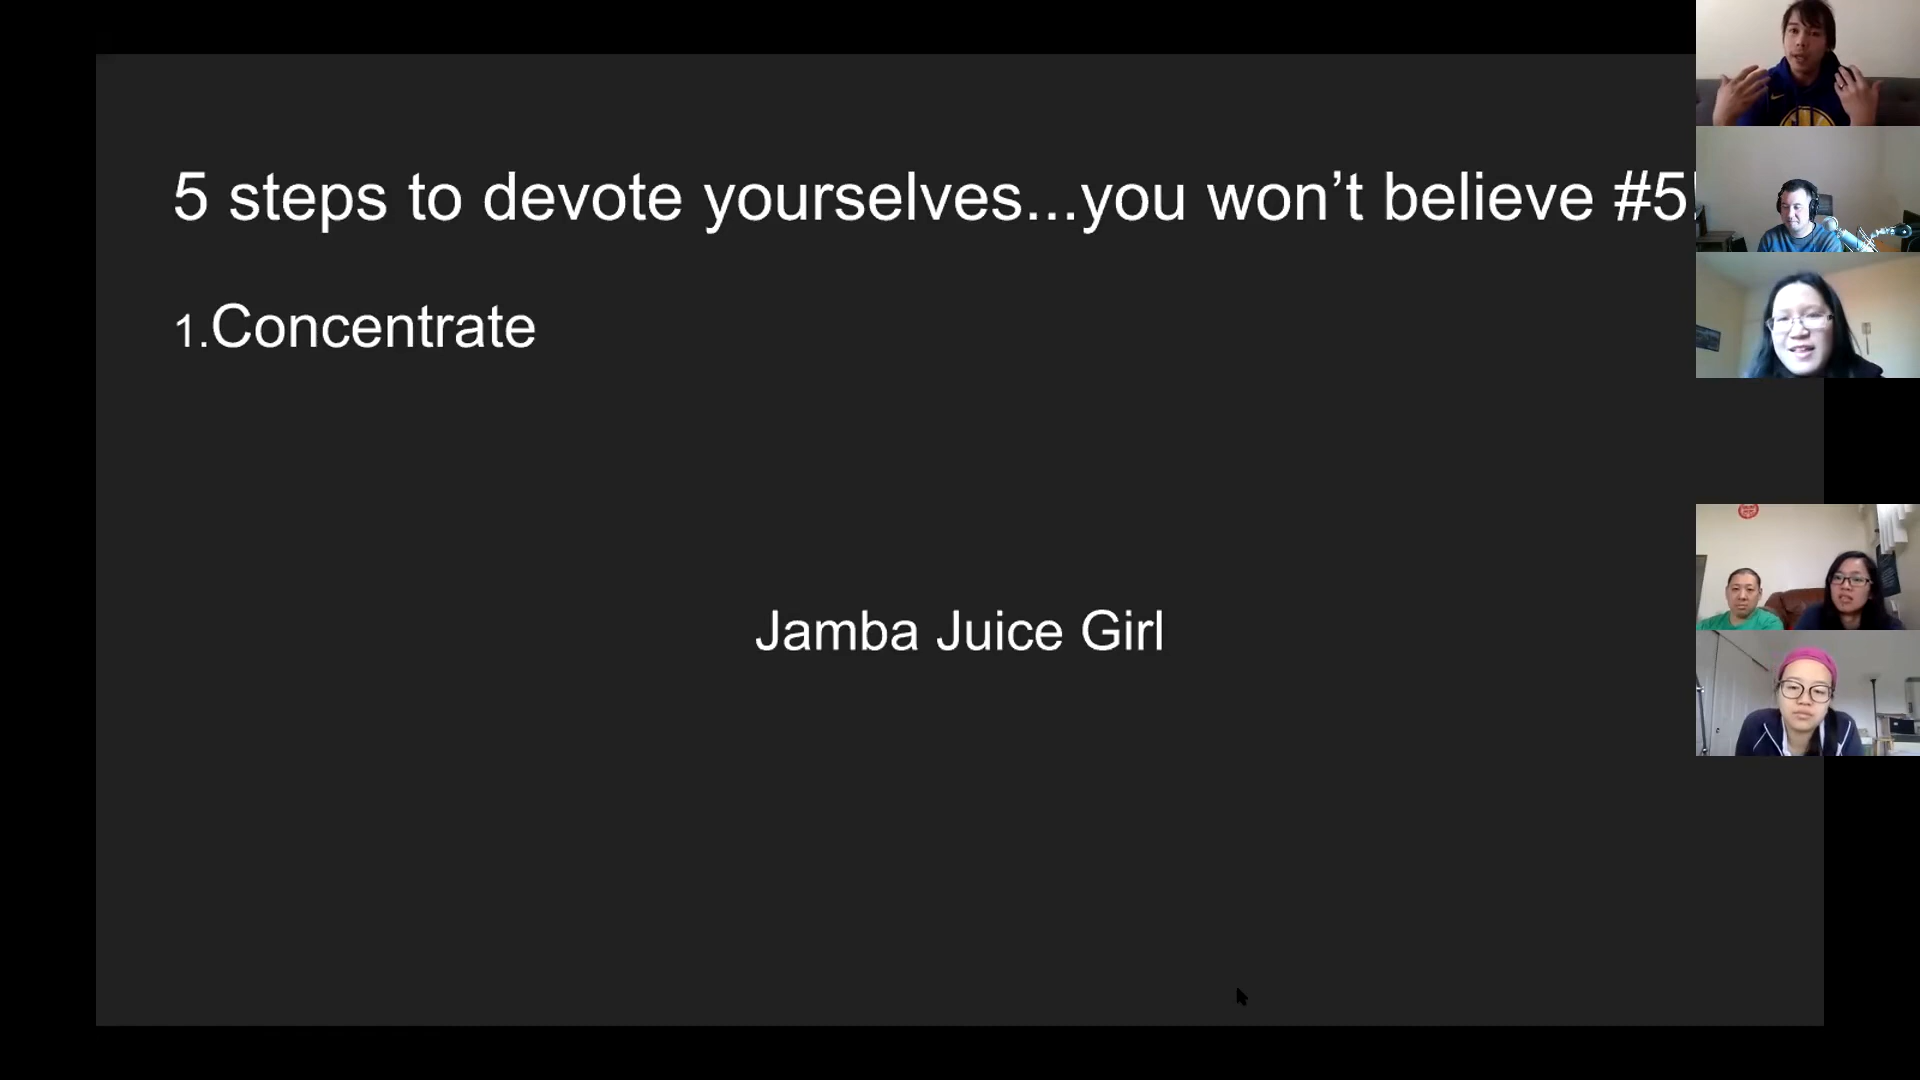 5 steps to devote yourselves...you won’t believe #5!
1.Concentrate
Jamba Juice Girl